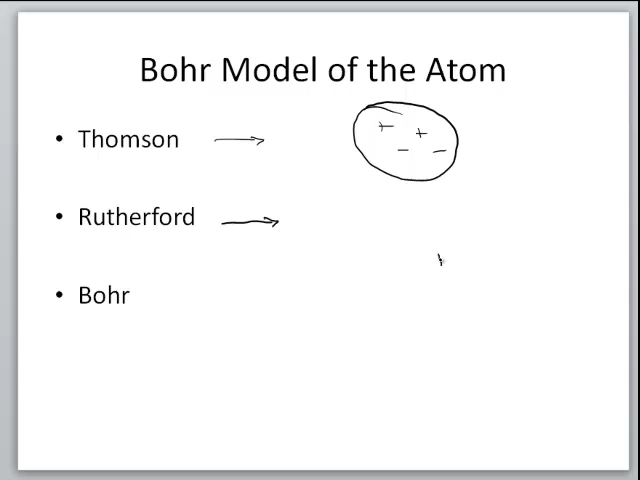 Bohr Model of the Atom
• Thomson
+ +
− −
• Rutherford
• Bohr